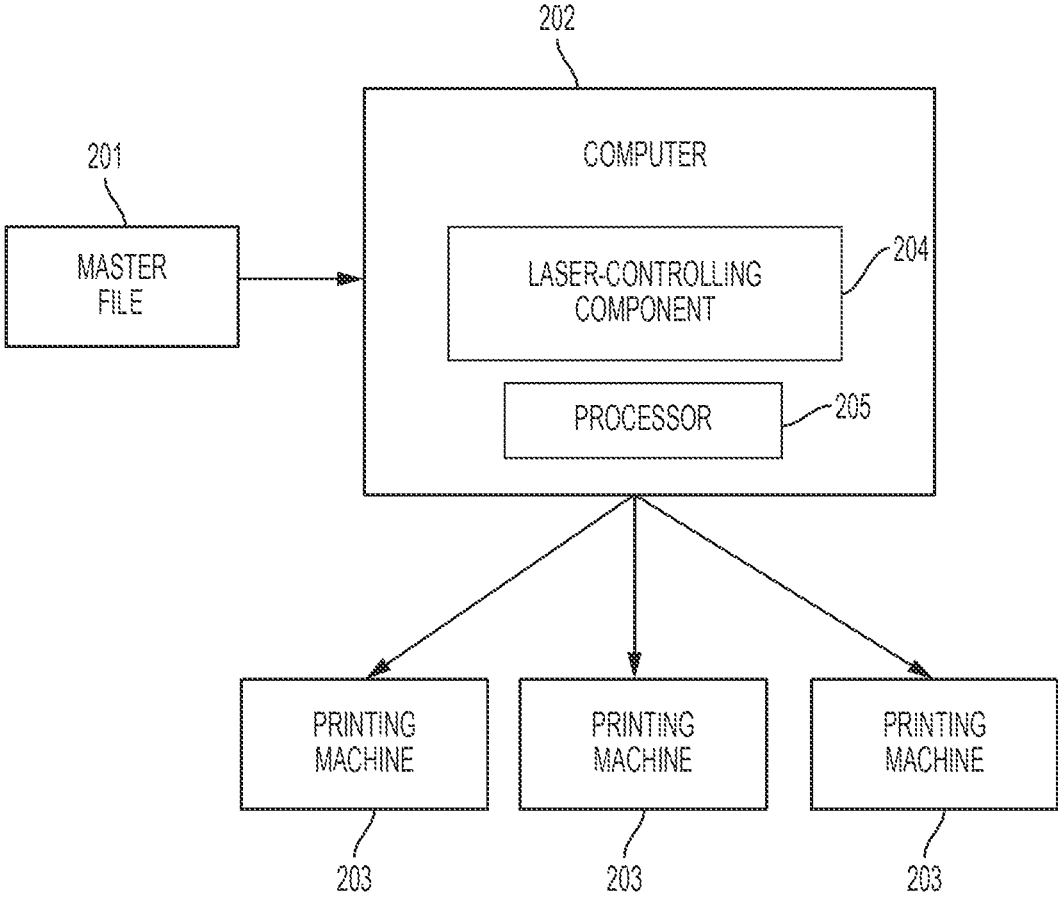 202
COMPUTER
201
MASTER
FILE
204
LASER-CONTROLLING
COMPONENT
205
PROCESSOR
PRINTING
MACHINE
PRINTING
MACHINE
PRINTING
MACHINE
203
203
203